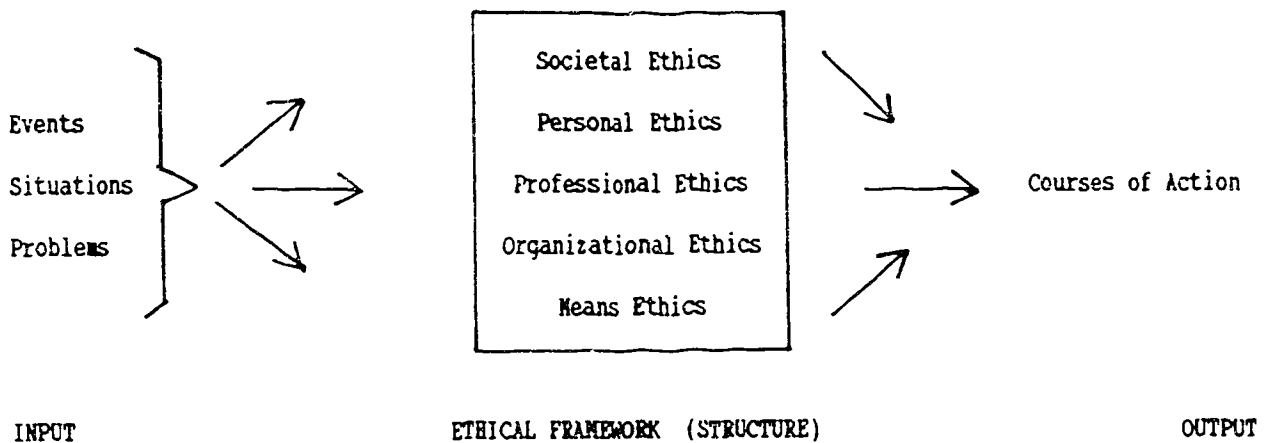 Events
Situations
Problems
Societal Ethics
Personal Ethics
Professional Ethics
Organizational Ethics
Means Ethics
Courses of Action
INPUT
ETHICAL FRAMEWORK (STRUCTURE)
OUTPUT